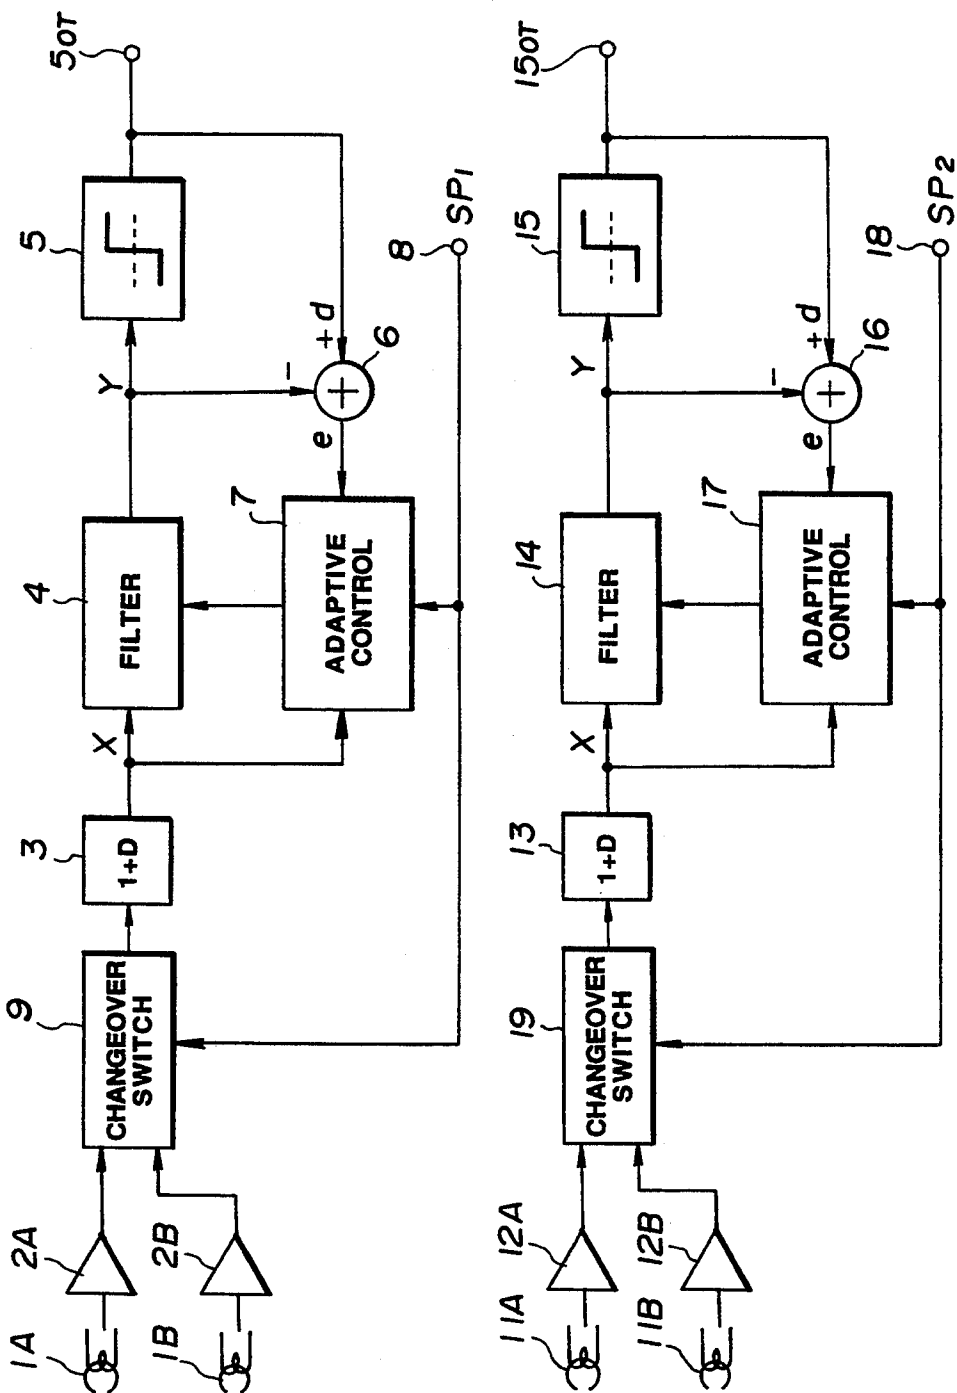 1A
2A
1B
2B
9
CHANGEOVER
SWITCH
3
1+D
X
4
FILTER
Y
5
5OT
7
ADAPTIVE
CONTROL
e
−
+d
+
6
8
SP1
11A
12A
11B
12B
19
CHANGEOVER
SWITCH
13
1+D
X
14
FILTER
Y
15
15OT
17
ADAPTIVE
CONTROL
e
−
+d
+
16
18
SP2